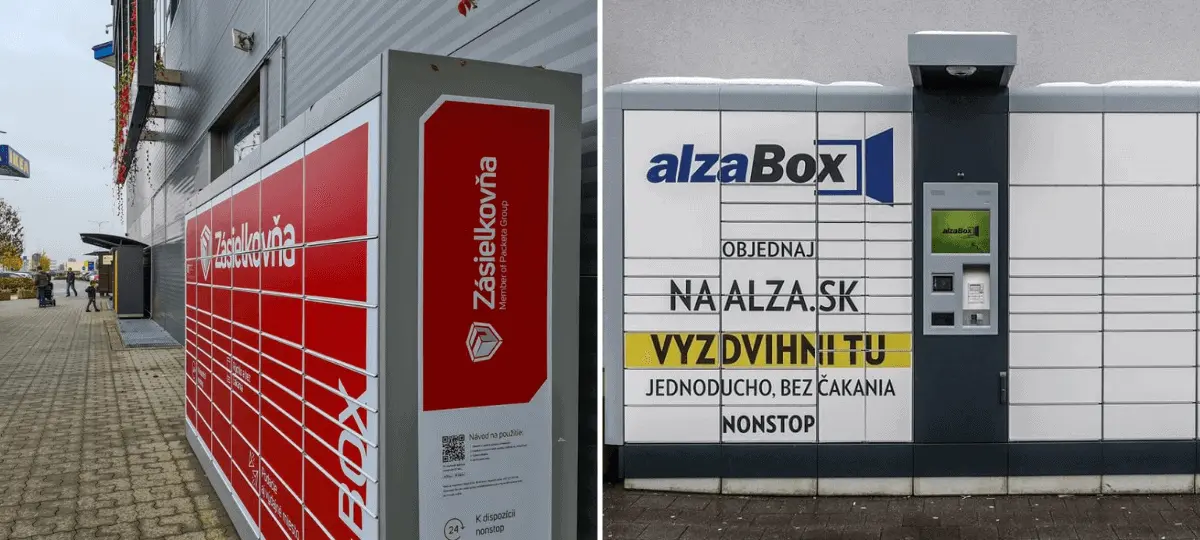 Zásielkovňa
BOX
Zásielkovňa
Member of Packeta Group
Návod na použitie:
24
K dispozícii
nonstop
alzaBox
alzaBox
OBJEDNAJ
NA ALZA.SK
VYZDVIHNI TU
JEDNODUCHO, BEZ ČAKANIA
NONSTOP